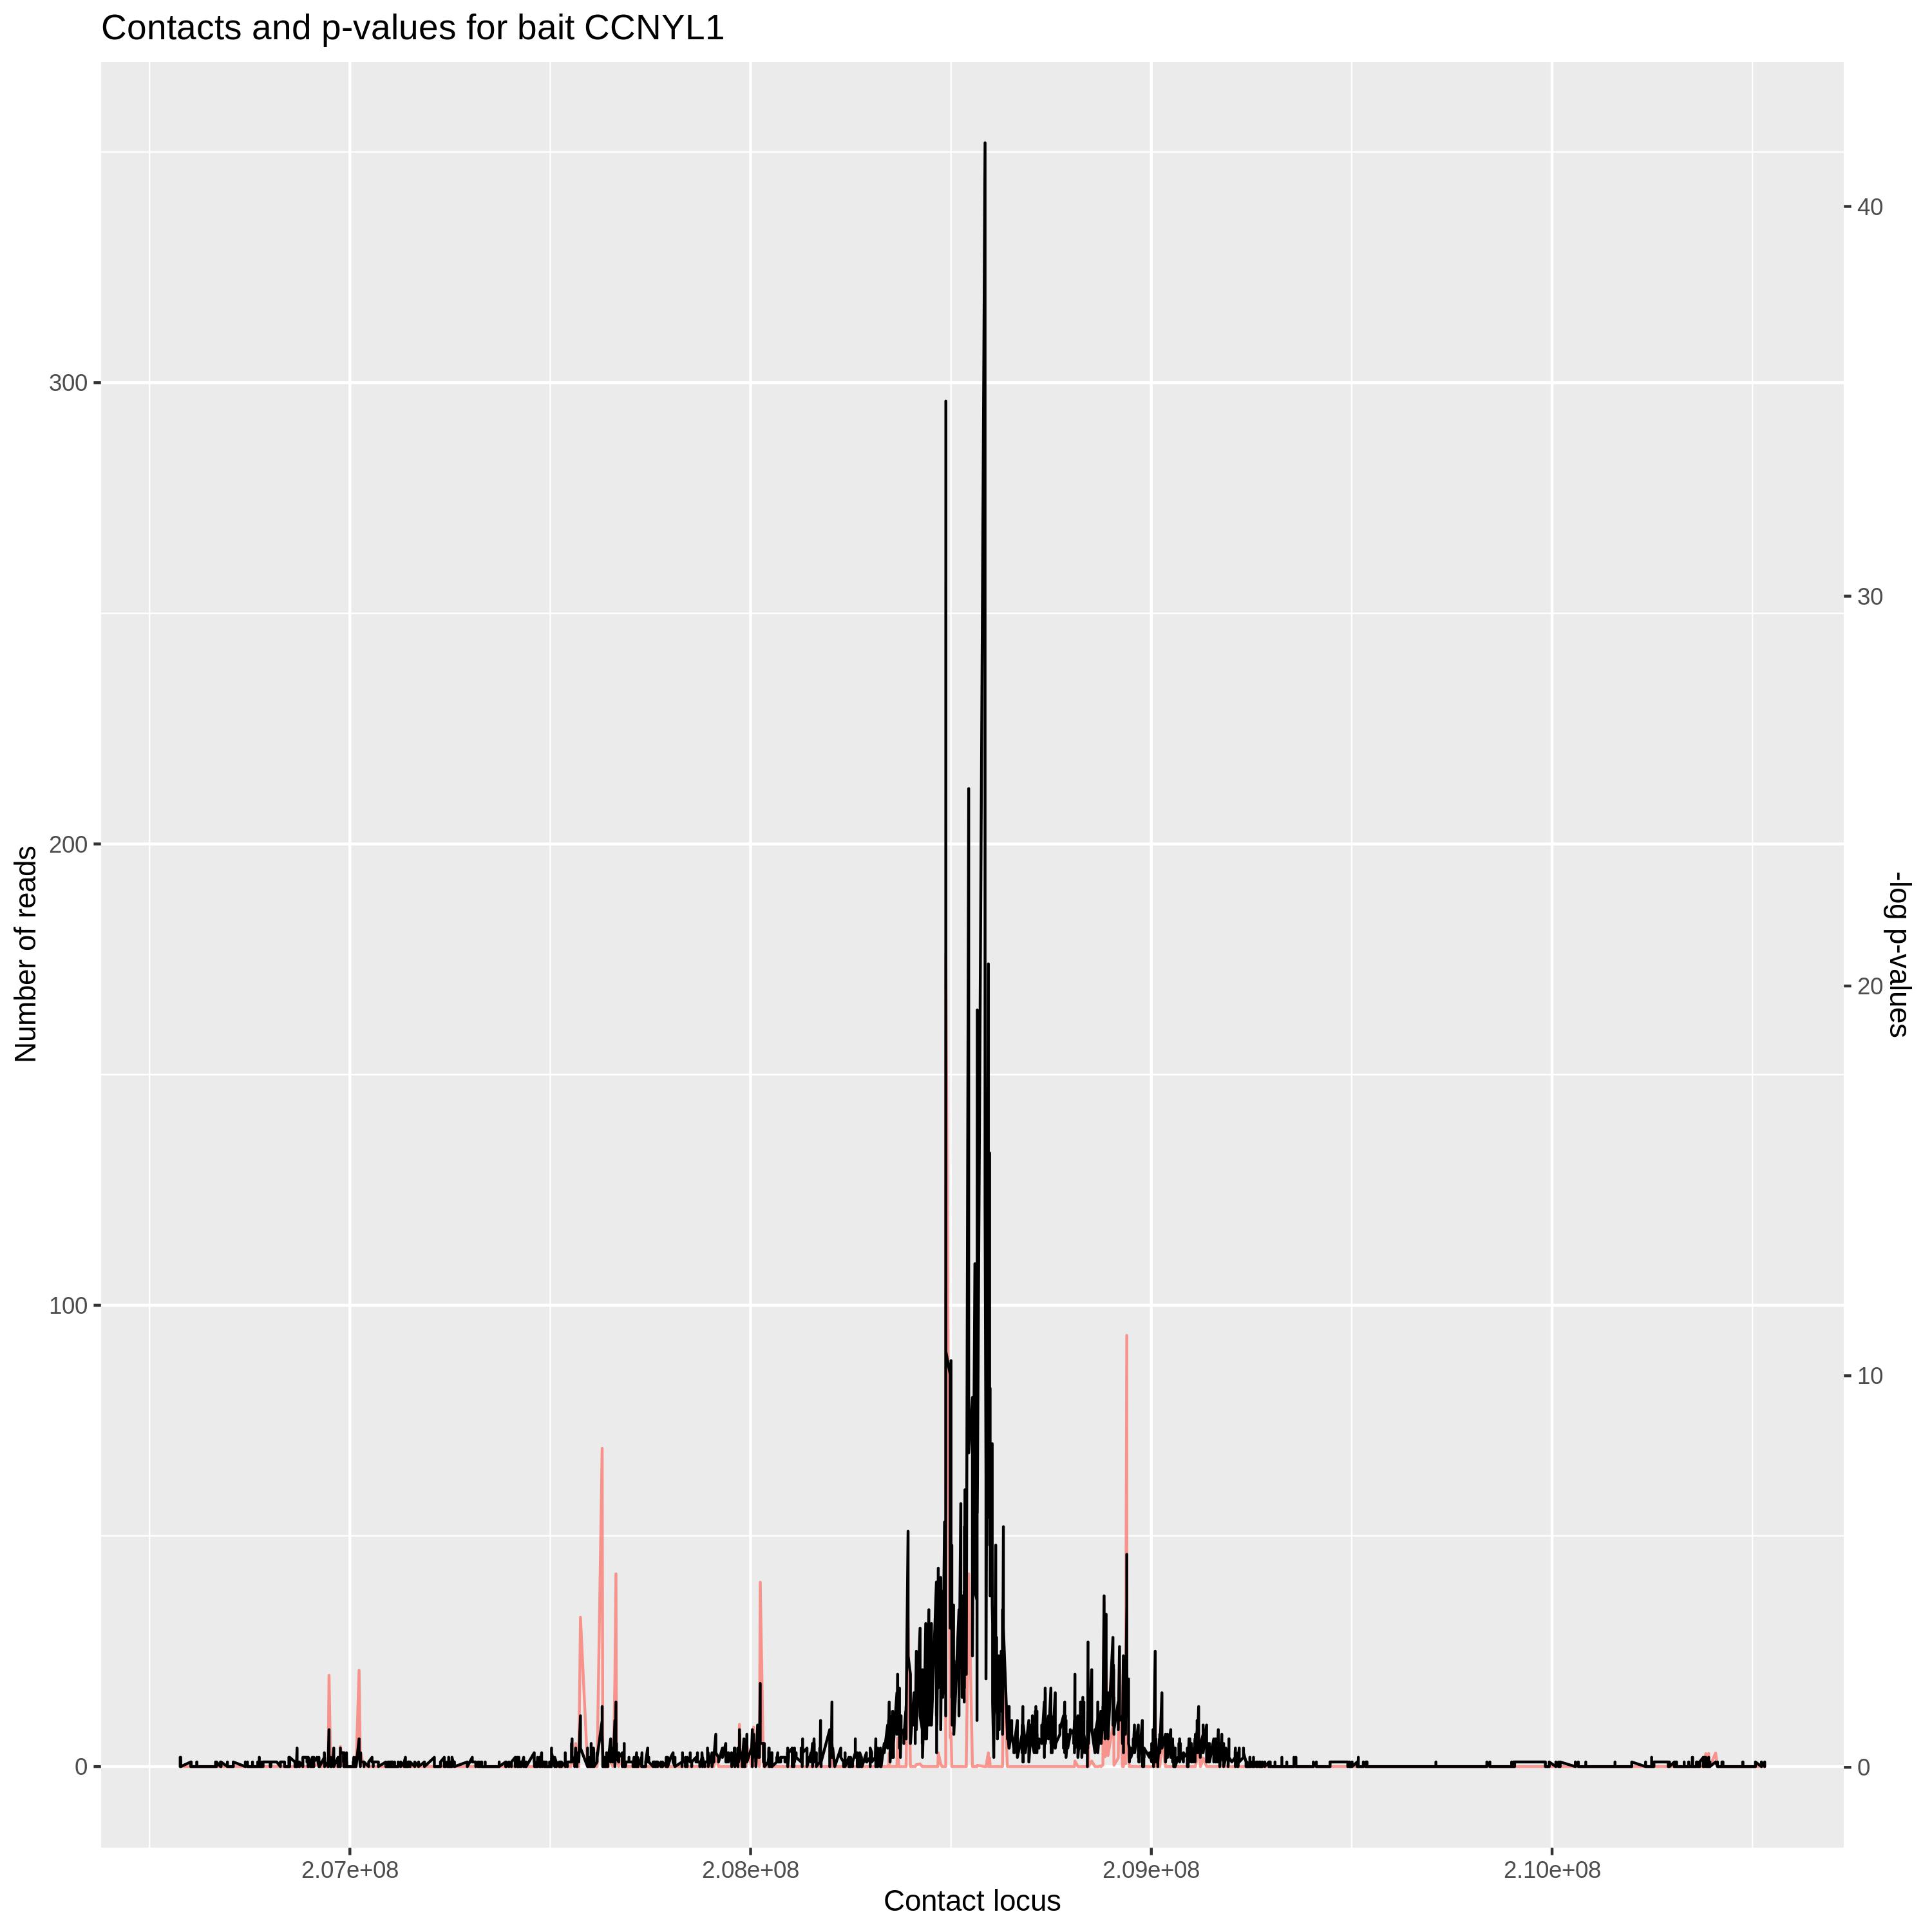 Contacts and p-values for bait CCNYL1
Number of reads
300
200
100
0
40
30
20
10
0
-log p-values
2.07e+08
2.08e+08
2.09e+08
2.10e+08
Contact locus